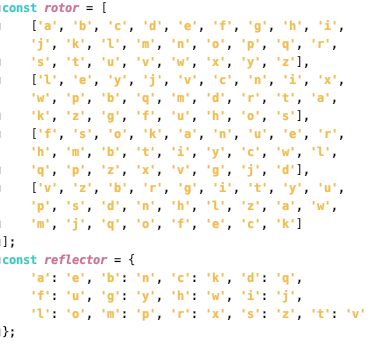 const rotor = [
['a', 'b', 'c', 'd', 'e', 'f', 'g', 'h', 'i',
'j', 'k', 'l', 'm', 'n', 'o', 'p', 'q', 'r',
's', 't', 'u', 'v', 'w', 'x', 'y', 'z'],
['l', 'e', 'y', 'j', 'v', 'c', 'n', 'i', 'x',
'w', 'p', 'b', 'q', 'm', 'd', 'r', 't', 'a',
'k', 'z', 'g', 'f', 'u', 'h', 'o', 's'],
['f', 's', 'o', 'k', 'a', 'n', 'u', 'e', 'r',
'h', 'm', 'b', 't', 'i', 'y', 'c', 'w', 'l',
'q', 'p', 'z', 'x', 'v', 'g', 'j', 'd'],
['v', 'z', 'b', 'r', 'g', 'i', 't', 'y', 'u',
'p', 's', 'd', 'n', 'h', 'l', 'z', 'a', 'w',
'm', 'j', 'q', 'o', 'f', 'e', 'c', 'k']
];
const reflector = {
'a': 'e', 'b': 'n', 'c': 'k', 'd': 'q',
'f': 'u', 'g': 'y', 'h': 'w', 'i': 'j',
'l': 'o', 'm': 'p', 'r': 'x', 's': 'z', 't': 'v'
};